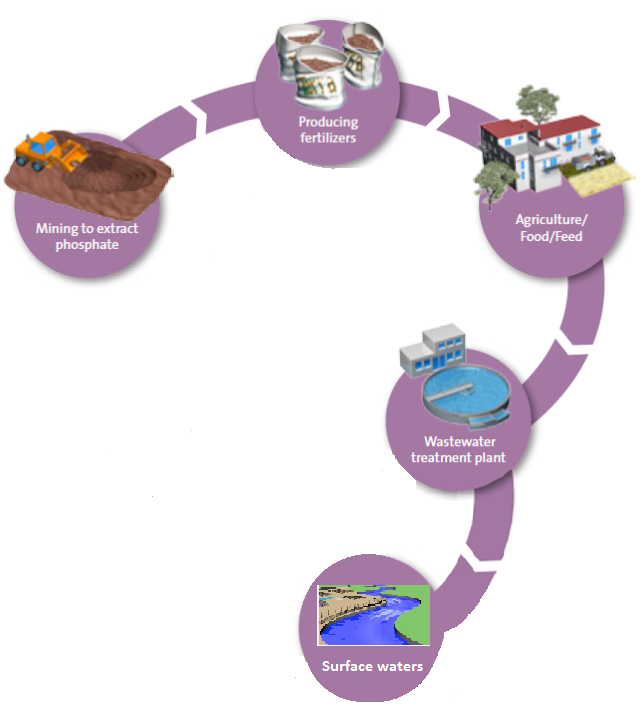 Producing
fertilizers
Mining to extract
phosphate
Agriculture/
Food/Feed
Wastewater
treatment plant
Surface waters